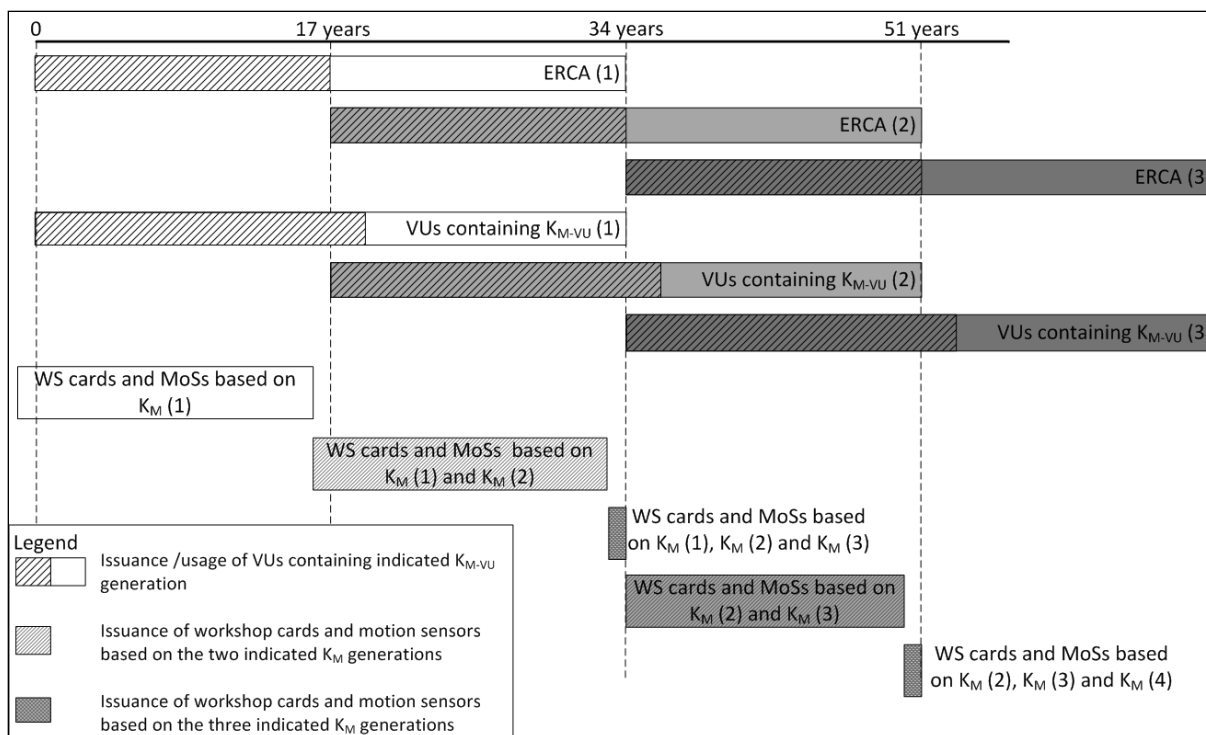 0
17 years
34 years
51 years
ERCA (1)
ERCA (2)
ERCA (3
VUs containing KM-VU (1)
VUs containing KM-VU (2)
VUs containing KM-VU (3
WS cards and MoSs based on
KM (1)
WS cards and MoSs based on
KM (1) and KM (2)
WS cards and MoSs based
on KM (1), KM (2) and KM (3)
WS cards and MoSs based on
KM (2) and KM (3)
WS cards and MoSs based
on KM (2), KM (3) and KM (4)
Legend
Issuance /usage of VUs containing indicated KM-VU
generation
Issuance of workshop cards and motion sensors
based on the two indicated KM generations
Issuance of workshop cards and motion sensors
based on the three indicated KM generations